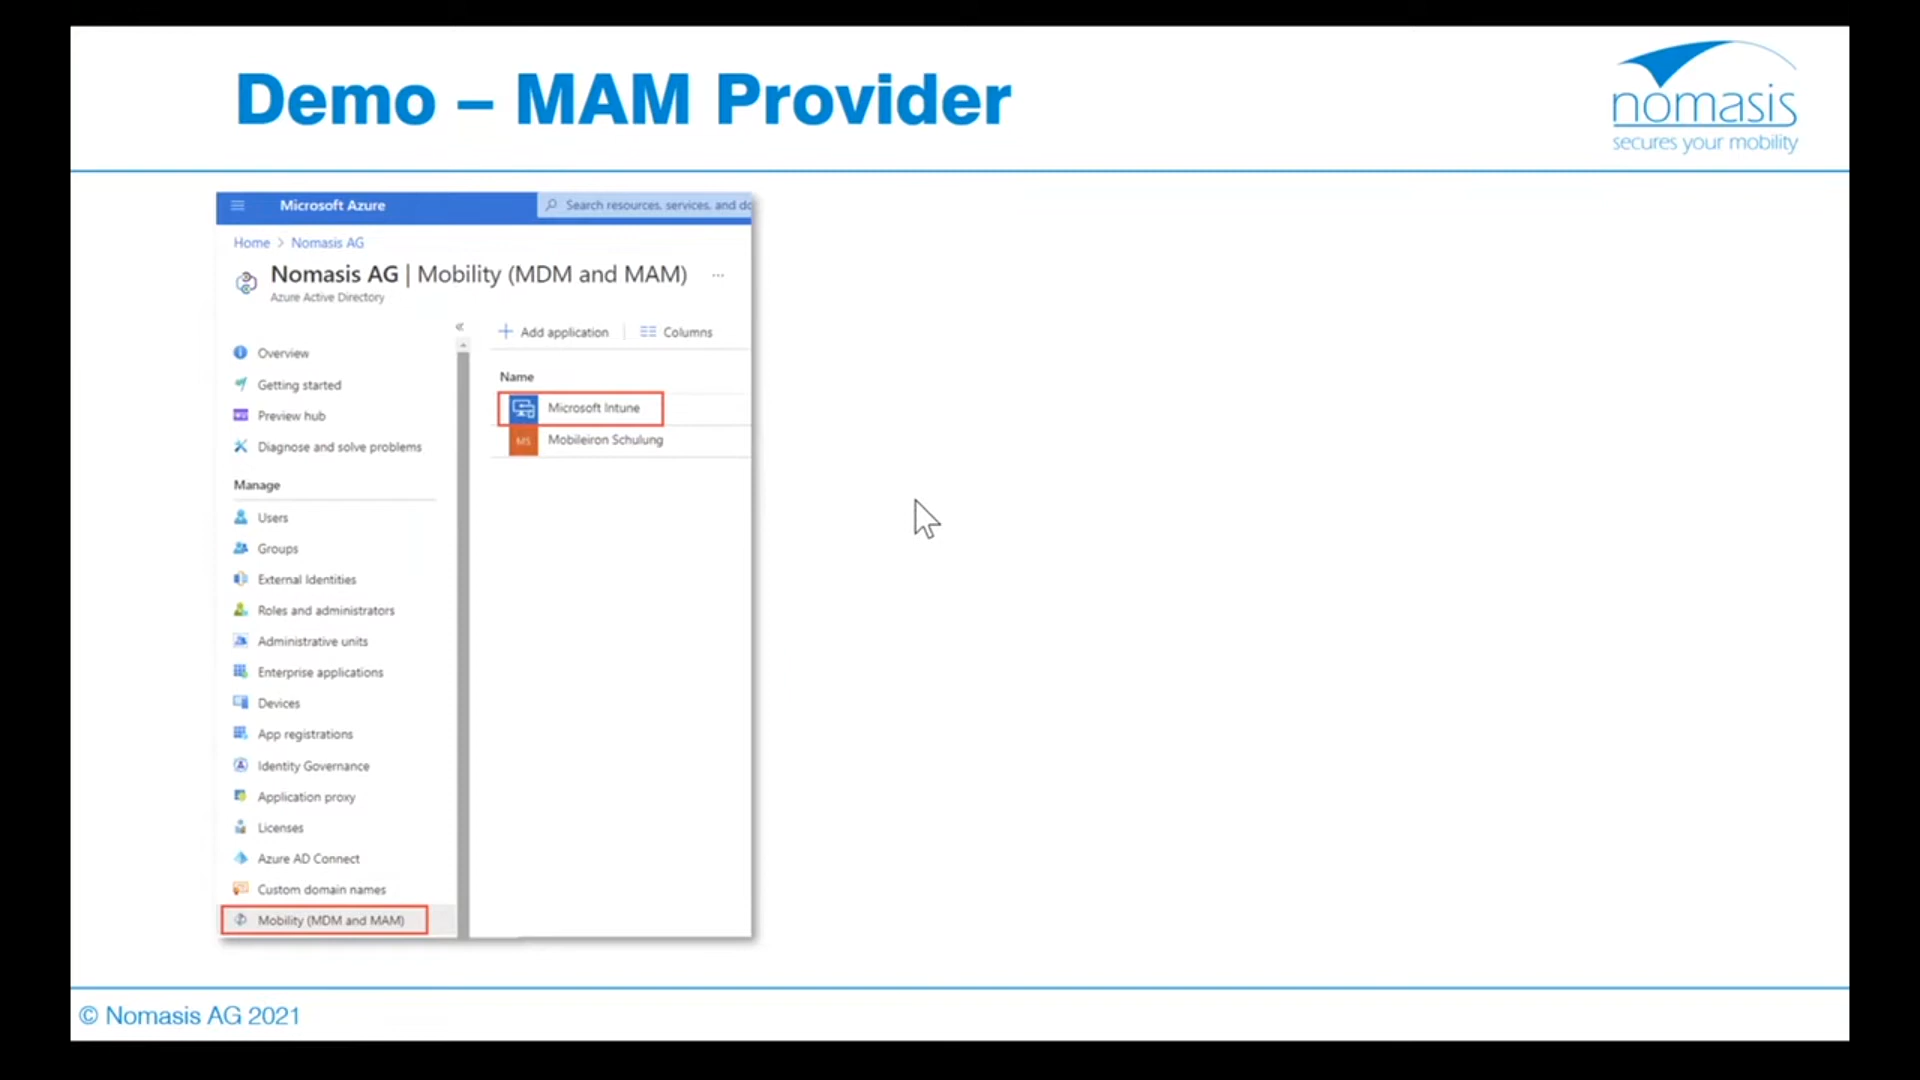 Demo – MAM Provider
nomasis
secures your mobility
Microsoft Azure
Search resources, services, and do
Home > Nomasis AG
Nomasis AG | Mobility (MDM and MAM) ...
Azure Active Directory
«
Add application
Columns
Overview
Getting started
Preview hub
Diagnose and solve problems
Manage
Users
Groups
External Identities
Roles and administrators
Administrative units
Enterprise applications
Devices
App registrations
Identity Governance
Application proxy
Licenses
Azure AD Connect
Custom domain names
Mobility (MDM and MAM)
Name
Microsoft Intune
MS Mobileiron Schulung
© Nomasis AG 2021